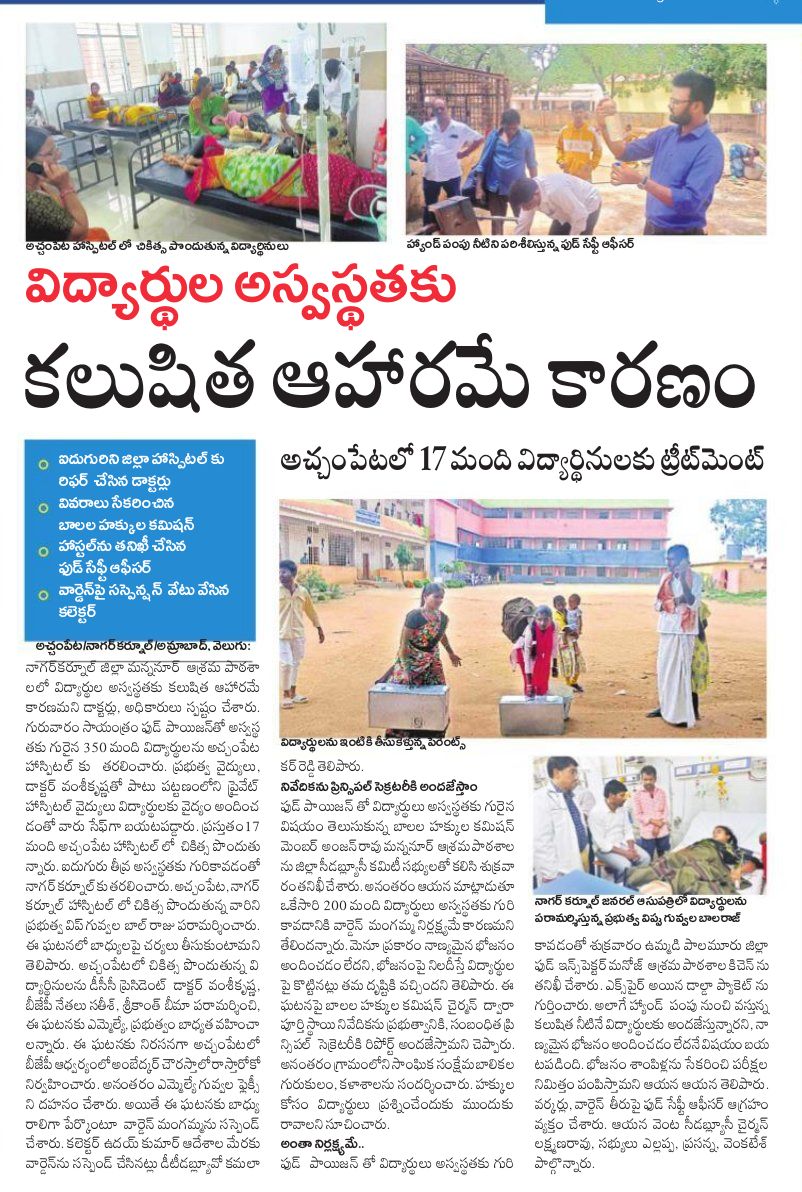 అచ్చంపేట హాస్పిటల్ లో చికిత్స పొందుతున్న విద్యార్థినులు
హ్యాండ్ పంపు నీటిని పరిశీలిస్తున్న ఫుడ్ సేఫ్టీ ఆఫీసర్
విద్యార్థుల అస్వస్థతకు
కలుషిత ఆహారమే కారణం
ఐదుగురిని జిల్లా హాస్పిటల్ కు
రిఫర్ చేసిన డాక్టర్లు
వివరాలు సేకరించిన
బాలల హక్కుల కమిషన్
హాస్టల్‌ను తనిఖీ చేసిన
ఫుడ్ సేఫ్టీ ఆఫీసర్
వార్డెన్‌పై సస్పెన్షన్ వేటు వేసిన
కలెక్టర్
అచ్చంపేటలో 17 మంది విద్యార్థినులకు ట్రీట్‌మెంట్
అచ్చంపేట/నాగర్‌కర్నూల్/అమ్రాబాద్, వెలుగు:
నాగర్‌కర్నూల్ జిల్లా మన్ననూర్ ఆశ్రమ పాఠశా
లలో విద్యార్థుల అస్వస్థతకు కలుషిత ఆహారమే
కారణమని డాక్టర్లు, అధికారులు స్పష్టం చేశారు.
గురువారం సాయంత్రం ఫుడ్ పాయిజన్‌తో అస్వస్థ
తకు గురైన 350 మంది విద్యార్థులను అచ్చంపేట
హాస్పిటల్ కు తరలించారు. ప్రభుత్వ వైద్యులు,
డాక్టర్ వంశీకృష్ణతో పాటు పట్టణంలోని ప్రైవేట్
హాస్పిటల్ వైద్యులు విద్యార్థులకు వైద్యం అందించ
డంతో వారు సేఫ్‌గా బయటపడ్డారు. ప్రస్తుతం 17
మంది అచ్చంపేట హాస్పిటల్ లో చికిత్స పొందుతు
న్నారు. ఐదుగురు తీవ్ర అస్వస్థతకు గురికావడంతో
నాగర్ కర్నూల్‌కు తరలించారు. అచ్చంపేట, నాగర్
కర్నూల్ హాస్పిటల్ లో చికిత్స పొందుతున్న వారిని
ప్రభుత్వ విప్ గువ్వల బాల్ రాజు పరామర్శించారు.
ఈ ఘటనలో బాధ్యులపై చర్యలు తీసుకుంటామని
తెలిపారు. అచ్చంపేటలో చికిత్స పొందుతున్న వి
ద్యార్థినులను డీసీసీ ప్రెసిడెంట్ డాక్టర్ వంశీకృష్ణ,
బీజేపీ నేతలు సతీశ్, శ్రీకాంత్ బీమా పరామర్శించి,
ఈ ఘటనకు ఎమ్మెల్యే, ప్రభుత్వం బాధ్యత వహించా
లన్నారు. ఈ ఘటనకు నిరసనగా అచ్చంపేటలో
బీజేపీ ఆధ్వర్యంలో అంబేద్కర్ చౌరస్తాలో రాస్తారోకో
నిర్వహించారు. అనంతరం ఎమ్మెల్యే గువ్వల ఫ్లెక్సీ
ని దహనం చేశారు. అయితే ఈ ఘటనకు బాధ్యు
రాలిగా పేర్కొంటూ వార్డెన్ మంగమ్మను సస్పెండ్
చేశారు. కలెక్టర్ ఉదయ్ కుమార్ ఆదేశాల మేరకు
వార్డెన్‌ను సస్పెండ్ చేసినట్లు డీటీడబ్ల్యూవో కమలా
విద్యార్థులను ఇంటికి తీసుకళ్తున్న పేరెంట్స్
కర్ రెడ్డి తెలిపారు.
నివేదికను ప్రిన్సిపల్ సెక్రటరీకి అందజేస్తాం
ఫుడ్ పాయిజన్ తో విద్యార్థులు అస్వస్థతకు గురైన
విషయం తెలుసుకున్న బాలల హక్కుల కమిషన్
మెంబర్ అంజన్ రావు మన్ననూర్ ఆశ్రమ పాఠశాల
ను జిల్లా సీడబ్ల్యూసీ కమిటీ సభ్యులతో కలిసి శుక్రవా
రం తనిఖీ చేశారు. అనంతరం ఆయన మాట్లాడుతూ
ఒకేసారి 200 మంది విద్యార్థులు అస్వస్థతకు గురి
కావడానికి వార్డెన్ మంగమ్మ నిర్లక్ష్యమే కారణమని
తేలిందన్నారు. మెనూ ప్రకారం నాణ్యమైన భోజనం
అందించడం లేదని, భోజనంపై నిలదీస్తే విద్యార్థుల
పై కొట్టినట్లు తమ దృష్టికి వచ్చిందని తెలిపారు. ఈ
ఘటనపై బాలల హక్కుల కమిషన్ చైర్మన్ ద్వారా
పూర్తి స్థాయి నివేదికను ప్రభుత్వానికి, సంబంధిత ప్రి
న్సిపల్ సెక్రెటరీకి రిపోర్ట్ అందజేస్తామని చెప్పారు.
అనంతరం గ్రామంలోని సాంఘిక సంక్షేమ బాలికల
గురుకులం, కళాశాలను సందర్శించారు. హక్కుల
కోసం విద్యార్థులు ప్రశ్నించేందుకు ముందుకు
రావాలని సూచించారు.
అంతా నిర్లక్ష్యమే..
ఫుడ్ పాయిజన్ తో విద్యార్థులు అస్వస్థతకు గురి
నాగర్ కర్నూల్ జనరల్ ఆసుపత్రిలో విద్యార్థులను
పరామర్శిస్తున్న ప్రభుత్వ విప్పు గువ్వల బాలరాజ్
కావడంతో శుక్రవారం ఉమ్మడి పాలమూరు జిల్లా
ఫుడ్ ఇన్స్పెక్టర్ మనోజ్ ఆశ్రమ పాఠశాల కిచెన్ ను
తనిఖీ చేశారు. ఎక్స్‌పైర్ అయిన దాల్డా ప్యాకెట్ ను
గుర్తించారు. అలాగే హ్యాండ్ పంపు నుంచి వస్తున్న
కలుషిత నీటినే విద్యార్థులకు అందజేస్తున్నారని, నా
ణ్యమైన భోజనం అందించడం లేదనే విషయం బయ
టపడింది. భోజనం శాంపిళ్లను సేకరించి పరీక్షల
నిమిత్తం పంపిస్తామని ఆయన ఆయన తెలిపారు.
వర్కర్లు, వార్డెన్ తీరుపై ఫుడ్ సేఫ్టీ ఆఫీసర్ ఆగ్రహం
వ్యక్తం చేశారు. ఆయన వెంట సీడబ్ల్యూసీ చైర్మన్
లక్ష్మణరావు, సభ్యులు ఎల్లప్ప, ప్రసన్న, వెంకటేశ్
పాల్గొన్నారు.